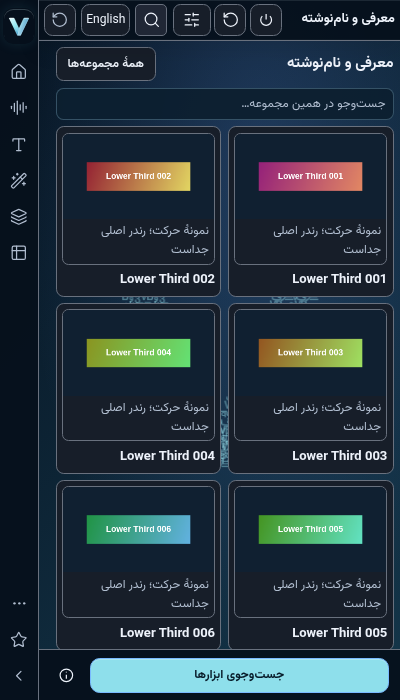 معرفی و نام‌نوشته
English
معرفی و نام‌نوشته
همهٔ مجموعه‌ها
جست‌وجو در همین مجموعه…
Lower Third 001
نمونهٔ حرکت؛ رندر اصلی
جداست
Lower Third 001
Lower Third 002
نمونهٔ حرکت؛ رندر اصلی
جداست
Lower Third 002
Lower Third 003
نمونهٔ حرکت؛ رندر اصلی
جداست
Lower Third 003
Lower Third 004
نمونهٔ حرکت؛ رندر اصلی
جداست
Lower Third 004
Lower Third 005
نمونهٔ حرکت؛ رندر اصلی
جداست
Lower Third 005
Lower Third 006
نمونهٔ حرکت؛ رندر اصلی
جداست
Lower Third 006
جست‌وجوی ابزارها